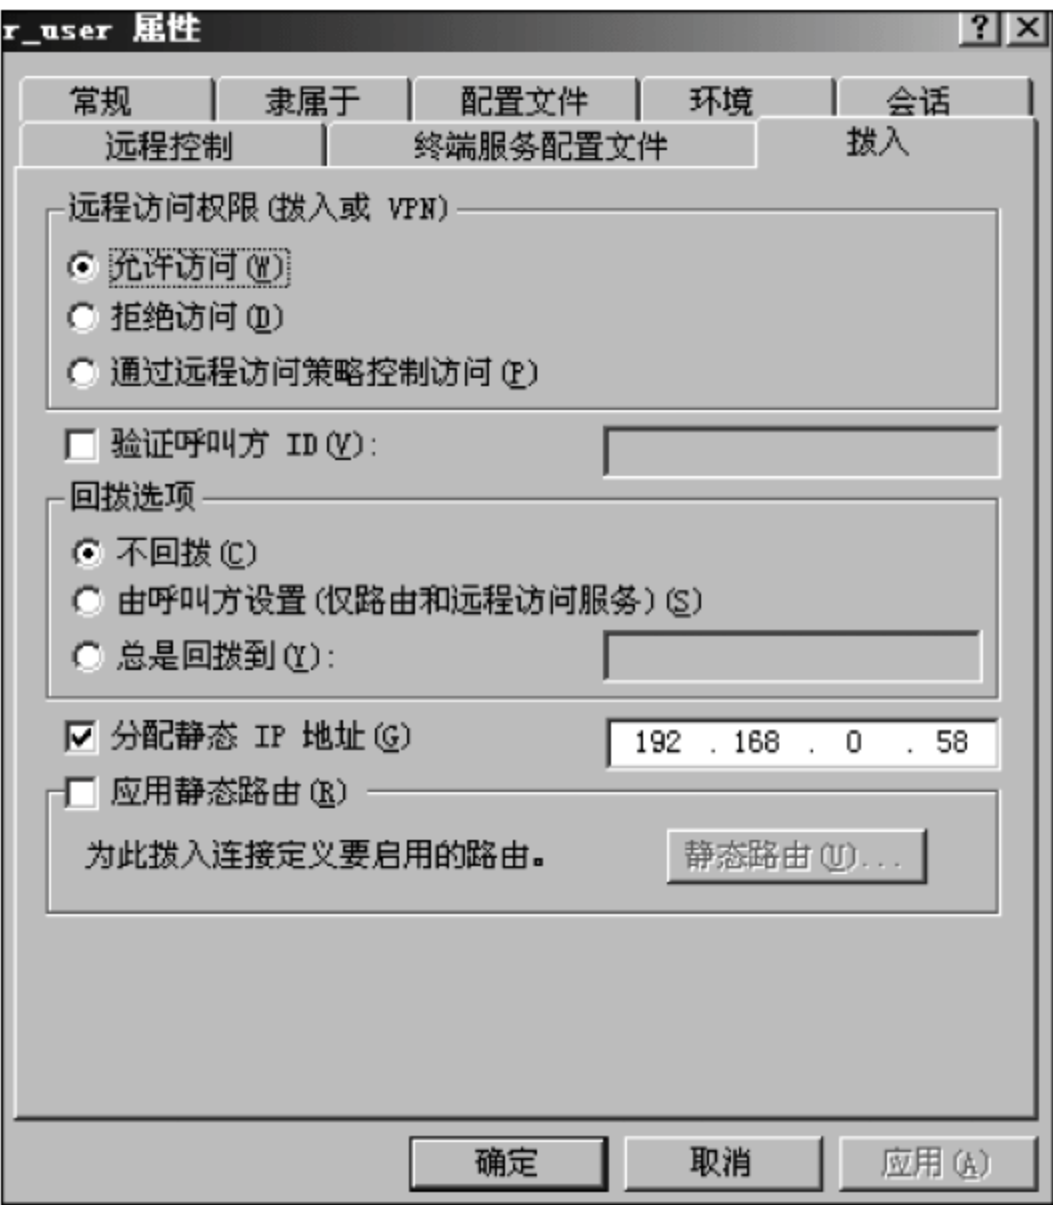 r_user 属性
常规 隶属于 配置文件 环境 会话
远程控制 终端服务配置文件 拨入
远程访问权限(拨入或 VPN)
允许访问(W)
拒绝访问(D)
通过远程访问策略控制访问(P)
验证呼叫方 ID(V):
回拨选项
不回拨(C)
由呼叫方设置(仅路由和远程访问服务)(S)
总是回拨到(Y):
分配静态 IP 地址(G) 192 . 168 . 0 . 58
应用静态路由(R)
为此拨入连接定义要启用的路由。 静态路由(U)...
确定 取消 应用(A)